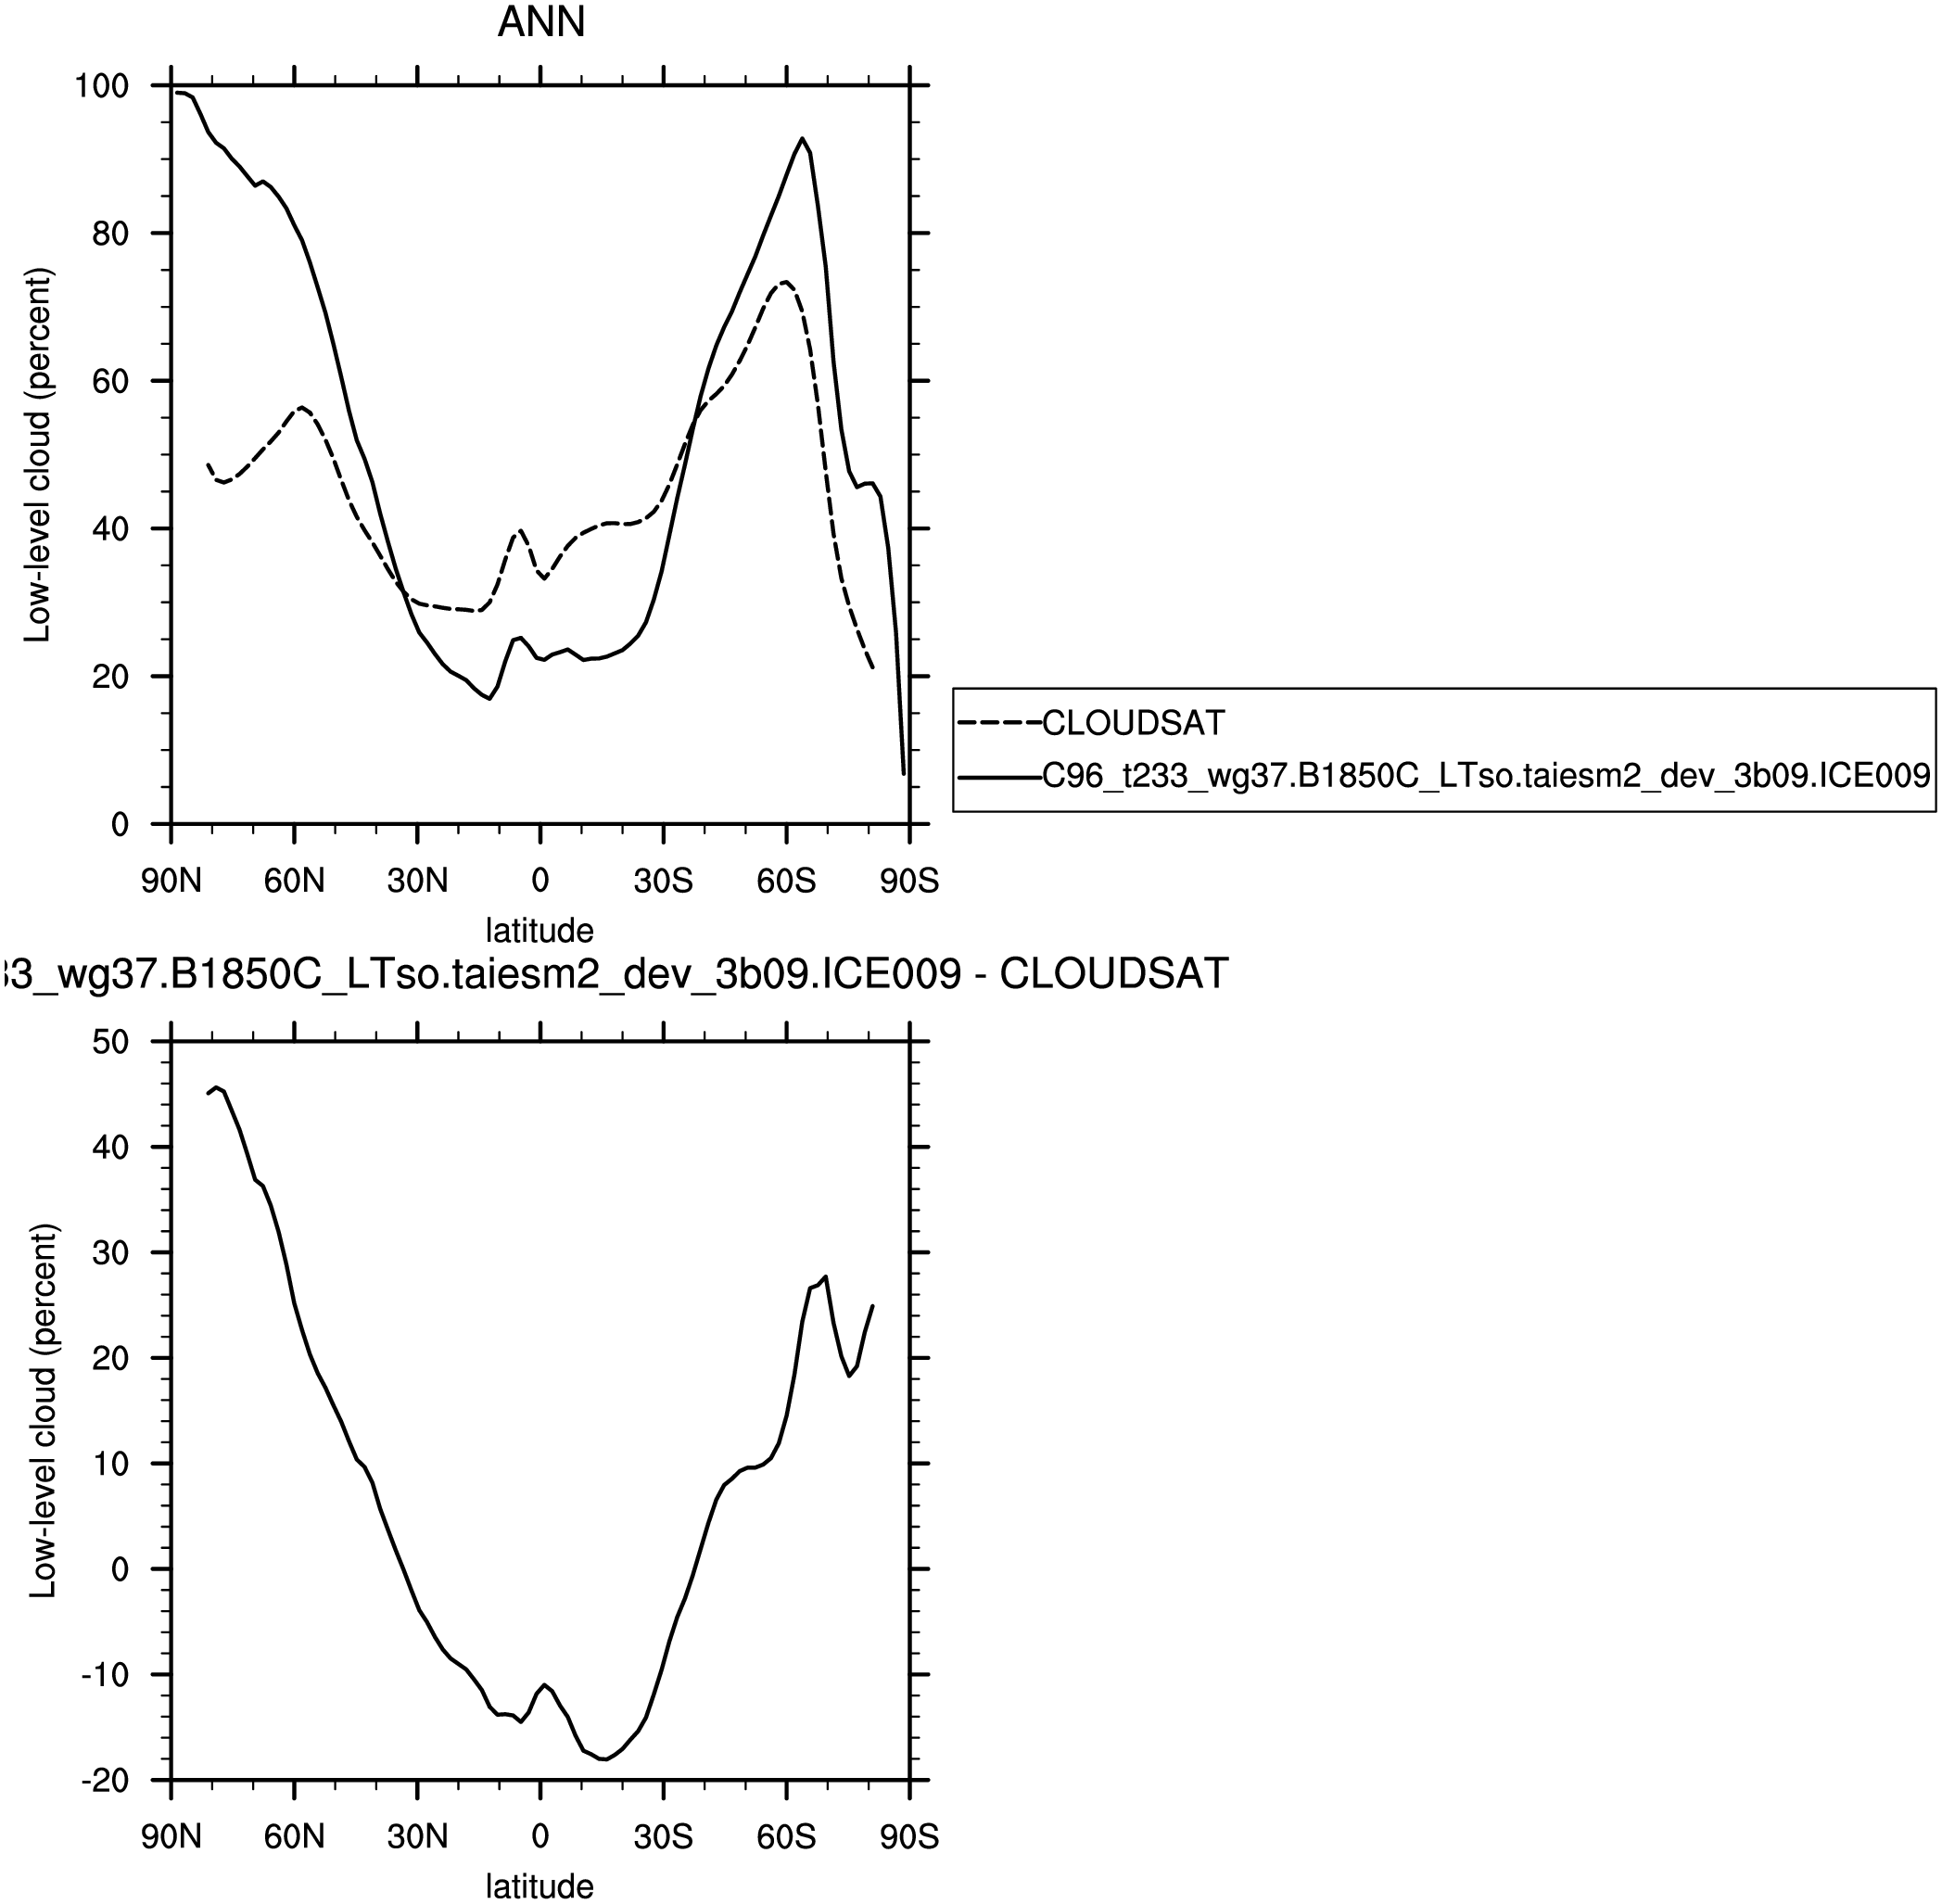 ANN
100
80
60
40
20
0
Low-level cloud (percent)
90N 60N 30N 0 30S 60S 90S
latitude
CLOUDSAT
C96_t233_wg37.B1850C_LTso.taiesm2_dev_3b09.ICE009
3_wg37.B1850C_LTso.taiesm2_dev_3b09.ICE009 - CLOUDSAT
50
40
30
20
10
0
-10
-20
Low-level cloud (percent)
90N 60N 30N 0 30S 60S 90S
latitude